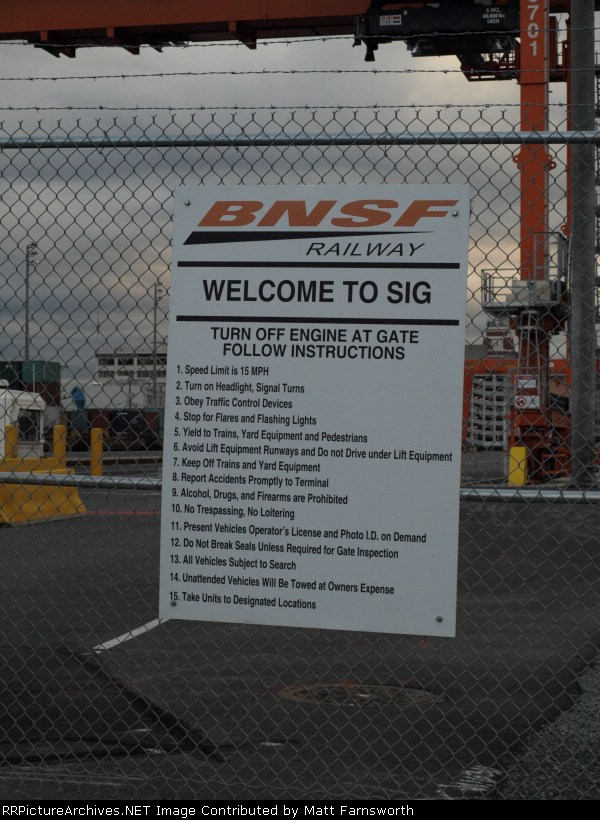 S.W.L.
2701
BNSF
RAILWAY
WELCOME TO SIG
TURN OFF ENGINE AT GATE
FOLLOW INSTRUCTIONS
1. Speed Limit is 15 MPH
2. Turn on Headlight, Signal Turns
3. Obey Traffic Control Devices
4. Stop for Flares and Flashing Lights
5. Yield to Trains, Yard Equipment and Pedestrians
6. Avoid Lift Equipment Runways and Do not Drive under Lift Equipment
7. Keep Off Trains and Yard Equipment
8. Report Accidents Promptly to Terminal
9. Alcohol, Drugs, and Firearms are Prohibited
10. No Trespassing, No Loitering
11. Present Vehicles Operator's License and Photo I.D. on Demand
12. Do Not Break Seals Unless Required for Gate Inspection
13. All Vehicles Subject to Search
14. Unattended Vehicles Will Be Towed at Owners Expense
15. Take Units to Designated Locations
RRPictureArchives.NET Image Contributed by Matt Farnsworth